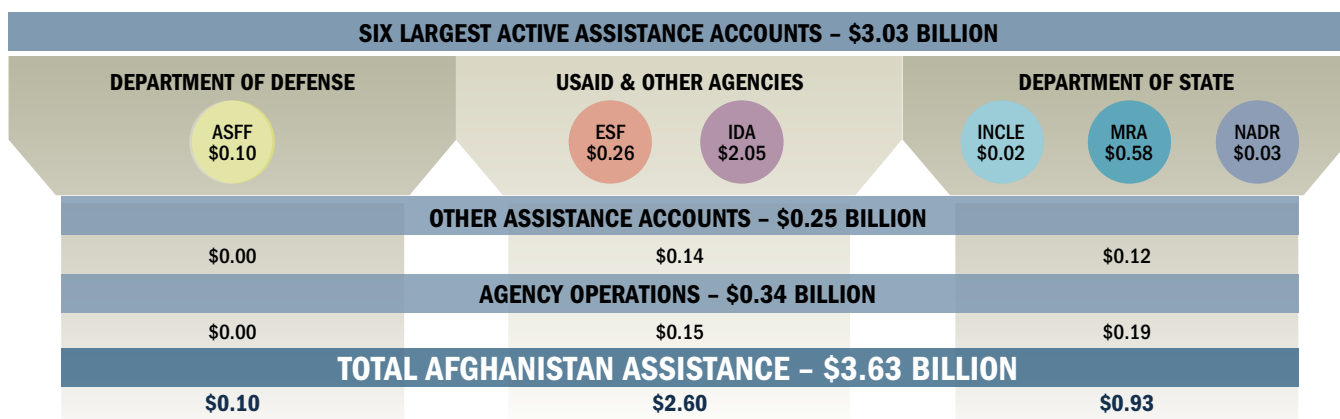 SIX LARGEST ACTIVE ASSISTANCE ACCOUNTS – $3.03 BILLION
DEPARTMENT OF DEFENSE
ASFF
$0.10
USAID & OTHER AGENCIES
ESF
$0.26
IDA
$2.05
DEPARTMENT OF STATE
INCLE
$0.02
MRA
$0.58
NADR
$0.03
OTHER ASSISTANCE ACCOUNTS – $0.25 BILLION
$0.00 $0.14 $0.12
AGENCY OPERATIONS – $0.34 BILLION
$0.00 $0.15 $0.19
TOTAL AFGHANISTAN ASSISTANCE – $3.63 BILLION
$0.10 $2.60 $0.93